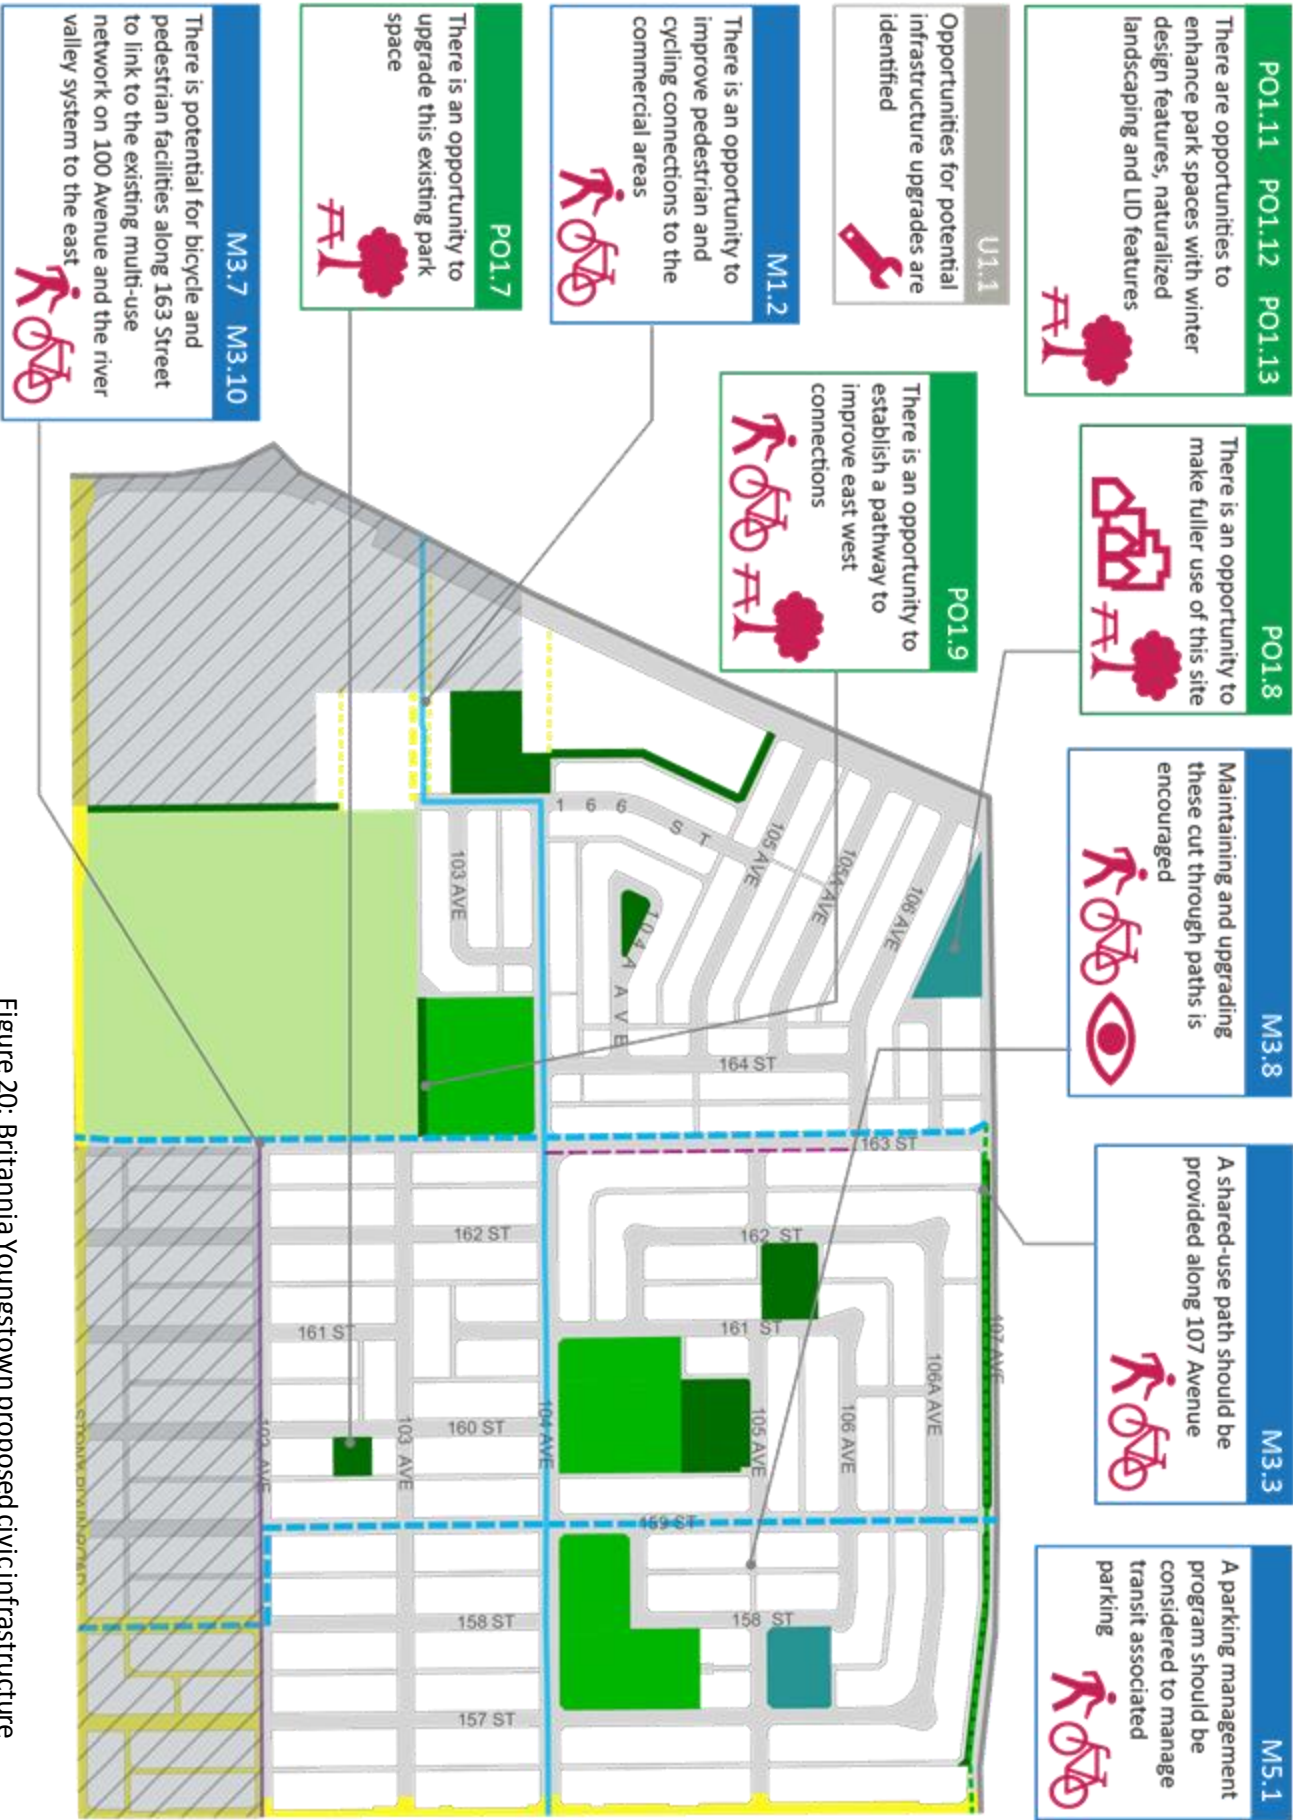 PO1.11 PO1.12 PO1.13
There are opportunities to
enhance park spaces with winter
design features, naturalized
landscaping and LID features
PO1.8
There is an opportunity to
make fuller use of this site
M3.8
Maintaining and upgrading
these cut through paths is
encouraged
M3.3
A shared-use path should be
provided along 107 Avenue
M5.1
A parking management
program should be
considered to manage
transit associated
parking
U1.1
Opportunities for potential
infrastructure upgrades are
identified
PO1.9
There is an opportunity to
establish a pathway to
improve east west
connections
M1.2
There is an opportunity to
improve pedestrian and
cycling connections to the
commercial areas
PO1.7
There is an opportunity to
upgrade this existing park
space
M3.7 M3.10
There is potential for bicycle and
pedestrian facilities along 163 Street
to link to the existing multi-use
network on 100 Avenue and the river
valley system to the east
107 AVE
106A AVE
106 AVE
106 AVE
105A AVE
105 AVE
105 AVE
166 ST
104A AVE
164 ST
163 ST
162 ST
161 ST
159 ST
158 ST
104 AVE
103 AVE
162 ST
160 ST
158 ST
157 ST
161 ST
103 AVE
102 AVE
STONY PLAIN ROAD
Figure 20: Britannia Youngstown proposed civic infrastructure